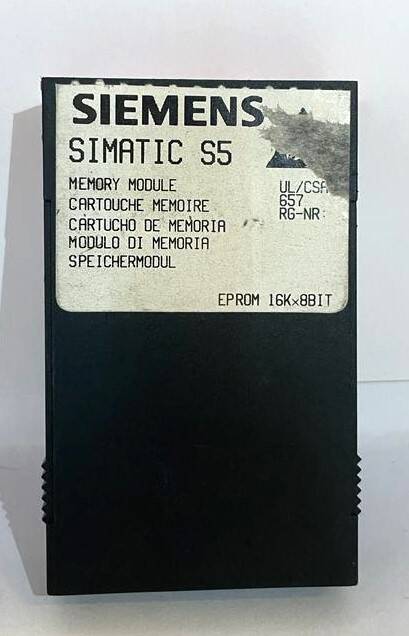 SIEMENS
SIMATIC S5
MEMORY MODULE
CARTOUCHE MEMOIRE
CARTUCHO DE MEMORIA
MODULO DI MEMORIA
SPEICHERMODUL
UL/CSA
657
RG-NR:
EPROM 16K×8BIT